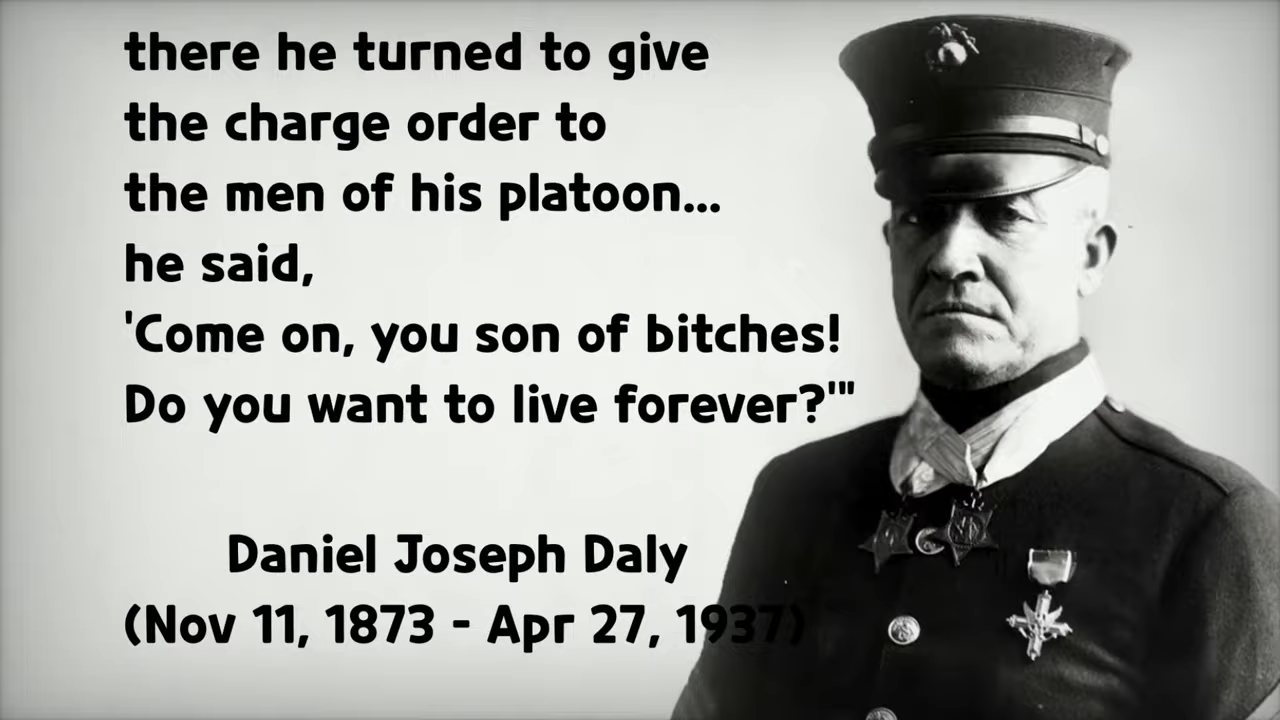 there he turned to give
the charge order to
the men of his platoon...
he said,
'Come on, you son of bitches!
Do you want to live forever?'"
Daniel Joseph Daly
(Nov 11, 1873 - Apr 27, 1937)